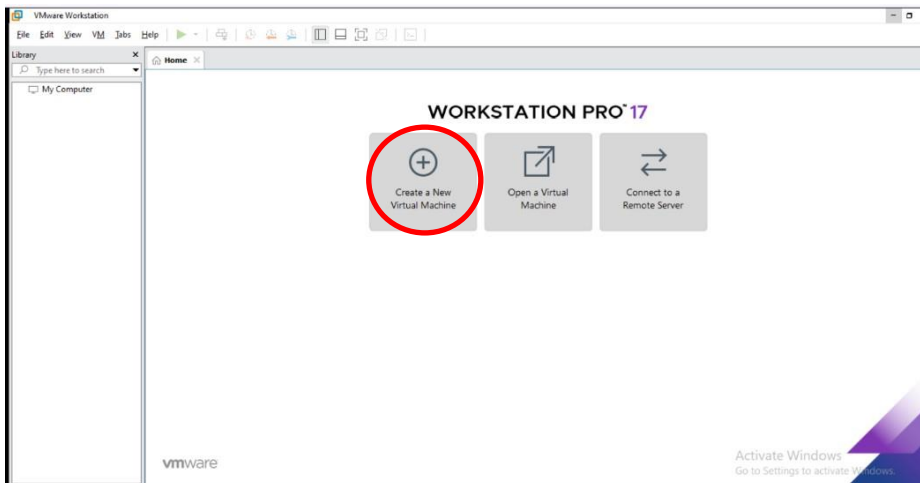 VMware Workstation
File Edit View VM Tabs Help
Library
Type here to search
My Computer
Home
WORKSTATION PRO™ 17
Create a New
Virtual Machine
Open a Virtual
Machine
Connect to a
Remote Server
vmware
Activate Windows
Go to Settings to activate Windows.